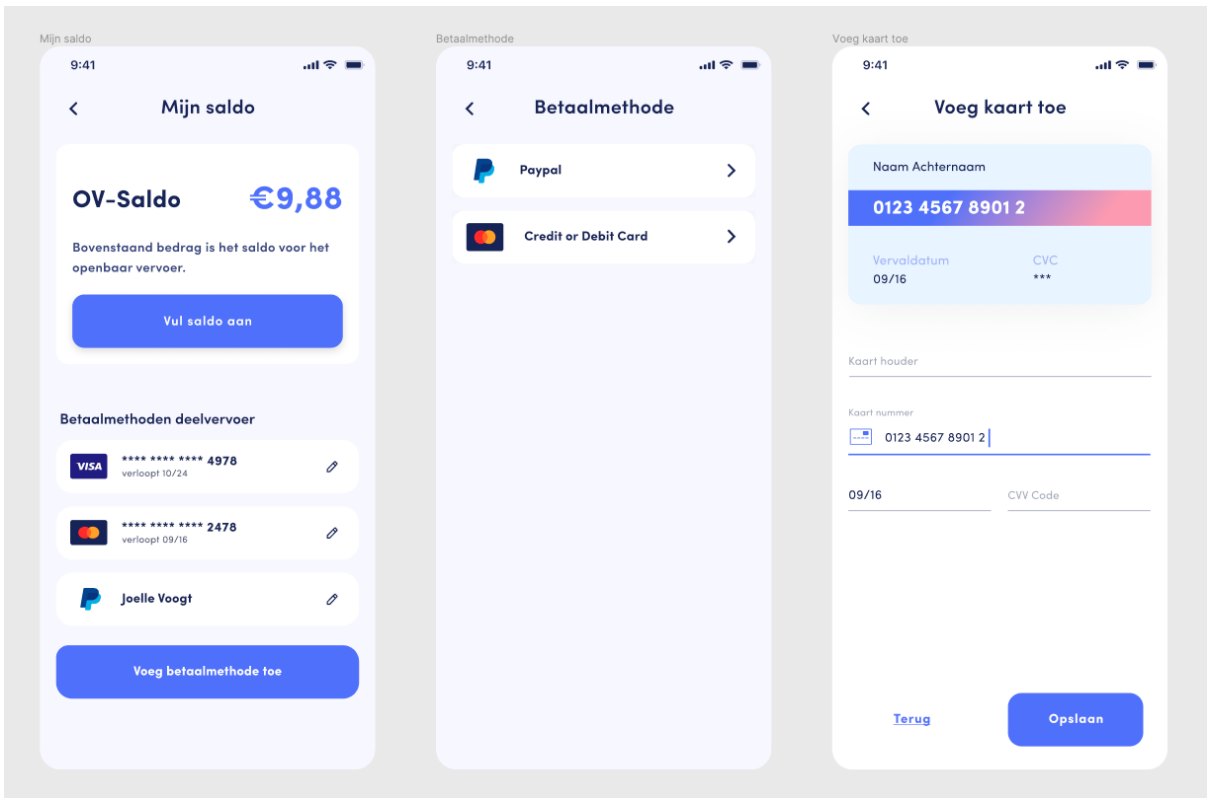 Mijn saldo
9:41
Mijn saldo
OV-Saldo €9,88
Bovenstaand bedrag is het saldo voor het
openbaar vervoer.
Vul saldo aan
Betaalmethoden deelvervoer
VISA
**** **** **** 4978
verloopt 10/24
**** **** **** 2478
verloopt 09/16
Joelle Voogt
Voeg betaalmethode toe
Betaalmethode
9:41
Betaalmethode
Paypal
Credit or Debit Card
Voeg kaart toe
9:41
Voeg kaart toe
Naam Achternaam
0123 4567 8901 2
Vervaldatum CVC
09/16 ***
Kaart houder
Kaart nummer
0123 4567 8901 2
09/16 CVV Code
Terug Opslaan